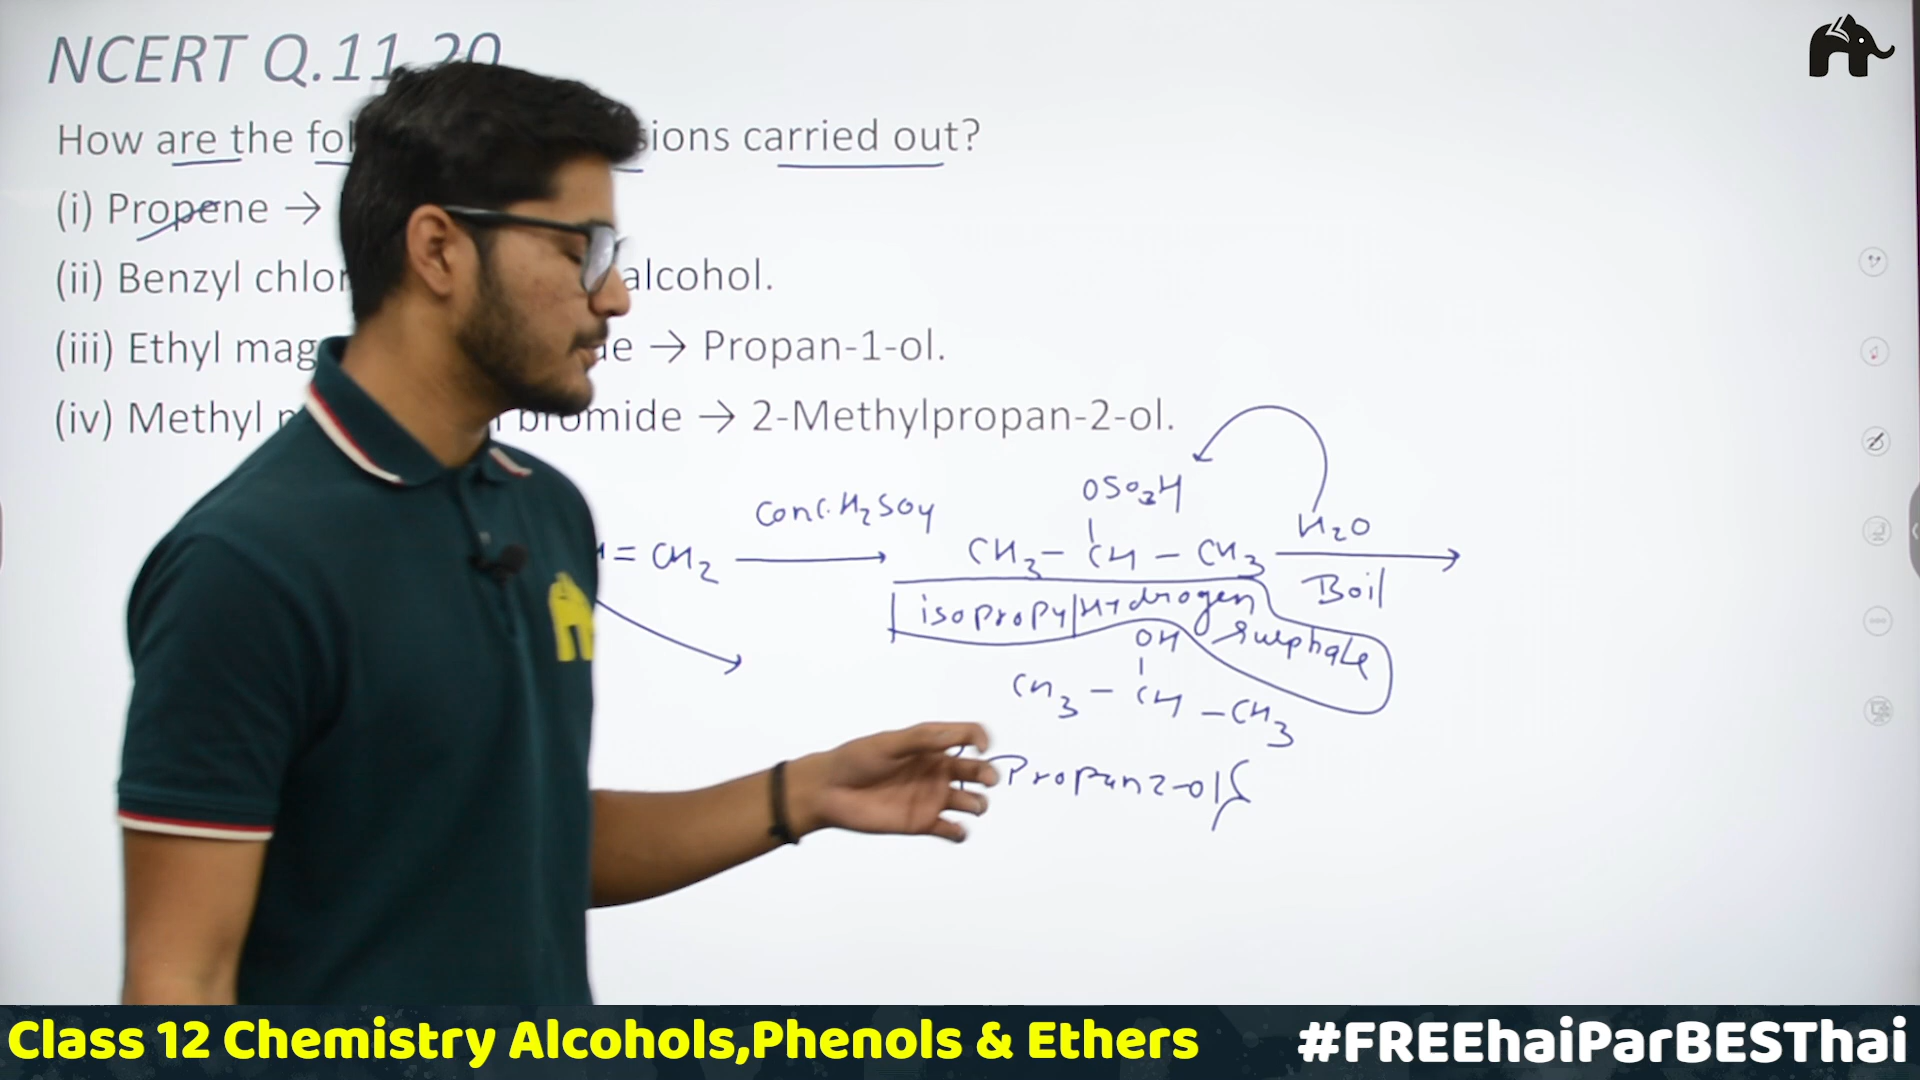 NCERT Q.11.20
How are the fol sions carried out?
(i) Propene →
(ii) Benzyl chlor alcohol.
(iii) Ethyl mag de → Propan-1-ol.
(iv) Methyl bromide → 2-Methylpropan-2-ol.
OSO3H
Conc. H2SO4
H2O
= CH2 CH3 – CH – CH3
Boil
isopropyl Hydrogen
sulphate
OH
CH3 – CH – CH3
Propan 2-ol
Class 12 Chemistry Alcohols,Phenols & Ethers #FREEhaiParBESThai